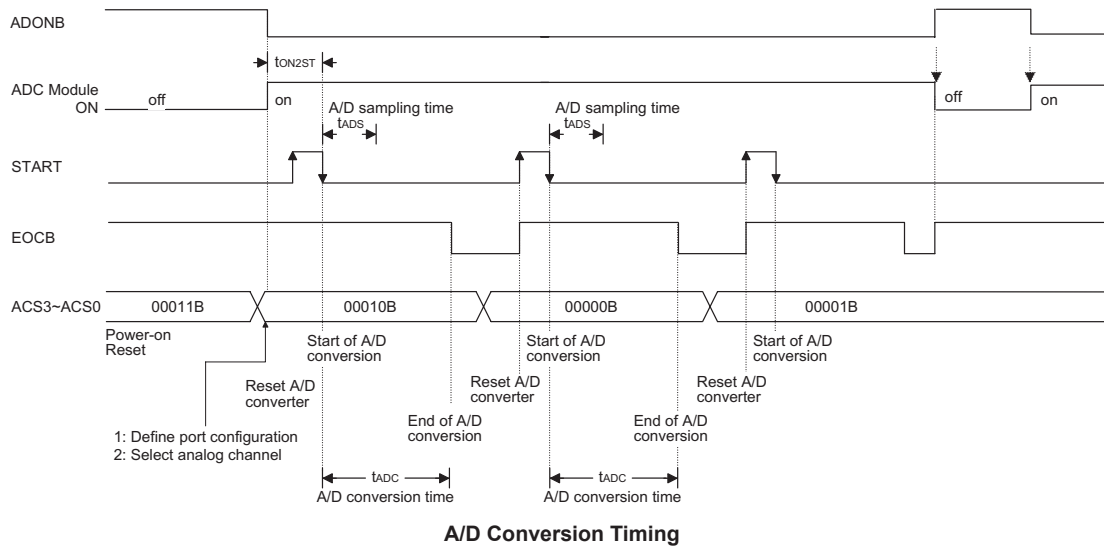 ADONB
tON2ST
ADC Module
ON
off
on
A/D sampling time
tADS
A/D sampling time
tADS
off
on
START
EOCB
ACS3~ACS0
00011B
00010B
00000B
00001B
Power-on
Reset
Start of A/D
conversion
Start of A/D
conversion
Start of A/D
conversion
Reset A/D
converter
Reset A/D
converter
Reset A/D
converter
End of A/D
conversion
End of A/D
conversion
1: Define port configuration
2: Select analog channel
tADC
A/D conversion time
tADC
A/D conversion time
A/D Conversion Timing